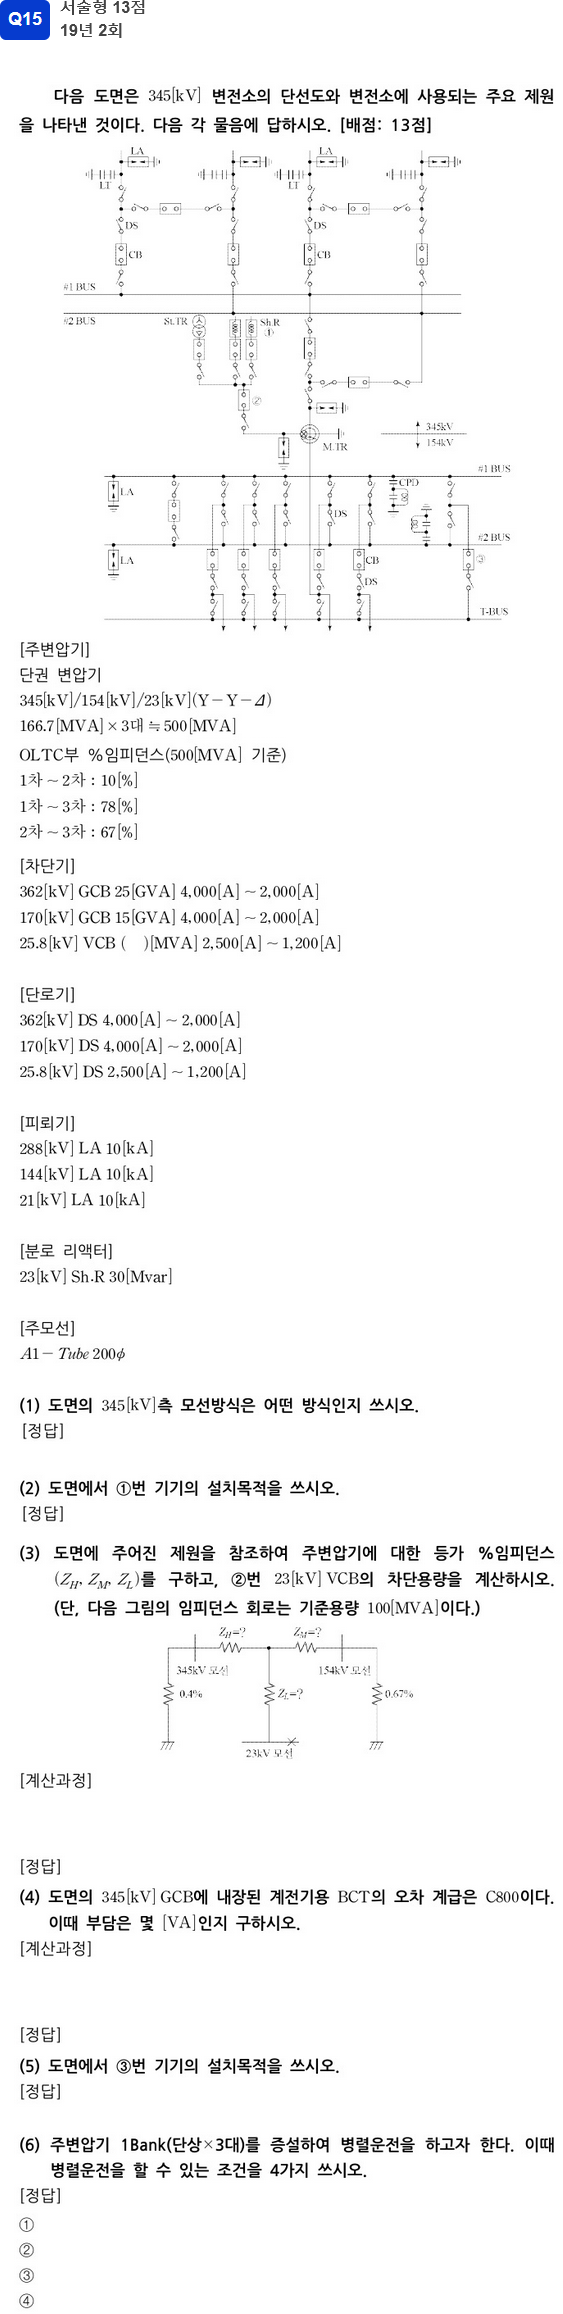 Q15
서술형 13점
19년 2회
다음 도면은 345[kV] 변전소의 단선도와 변전소에 사용되는 주요 제원
을 나타낸 것이다. 다음 각 물음에 답하시오. [배점: 13점]
LA LA
LT LT
DS DS
CB CB
#1 BUS
#2 BUS St.TR Sh.R
①
②
345kV
M.TR 154kV
#1 BUS
LA CPD
DS
#2 BUS
LA CB ③
DS
T-BUS
[주변압기]
단권 변압기
345[kV]/154[kV]/23[kV](Y-Y-Δ)
166.7[MVA]×3대≒500[MVA]
OLTC부 %임피던스(500[MVA] 기준)
1차~2차 : 10[%]
1차~3차 : 78[%]
2차~3차 : 67[%]
[차단기]
362[kV] GCB 25[GVA] 4,000[A]~2,000[A]
170[kV] GCB 15[GVA] 4,000[A]~2,000[A]
25.8[kV] VCB ( )[MVA] 2,500[A]~1,200[A]
[단로기]
362[kV] DS 4,000[A]~2,000[A]
170[kV] DS 4,000[A]~2,000[A]
25.8[kV] DS 2,500[A]~1,200[A]
[피뢰기]
288[kV] LA 10[kA]
144[kV] LA 10[kA]
21[kV] LA 10[kA]
[분로 리액터]
23[kV] Sh.R 30[Mvar]
[주모선]
A1-Tube 200ϕ
(1) 도면의 345[kV]측 모선방식은 어떤 방식인지 쓰시오.
[정답]
(2) 도면에서 ①번 기기의 설치목적을 쓰시오.
[정답]
(3) 도면에 주어진 제원을 참조하여 주변압기에 대한 등가 %임피던스
(Z_H, Z_M, Z_L)를 구하고, ②번 23[kV] VCB의 차단용량을 계산하시오.
(단, 다음 그림의 임피던스 회로는 기준용량 100[MVA]이다.)
Z_H=? Z_M=?
345kV 모선 154kV 모선
0.4% Z_L=? 0.67%
23kV 모선
[계산과정]
[정답]
(4) 도면의 345[kV] GCB에 내장된 계전기용 BCT의 오차 계급은 C800이다.
이때 부담은 몇 [VA]인지 구하시오.
[계산과정]
[정답]
(5) 도면에서 ③번 기기의 설치목적을 쓰시오.
[정답]
(6) 주변압기 1Bank(단상×3대)를 증설하여 병렬운전을 하고자 한다. 이때
병렬운전을 할 수 있는 조건을 4가지 쓰시오.
[정답]
①
②
③
④